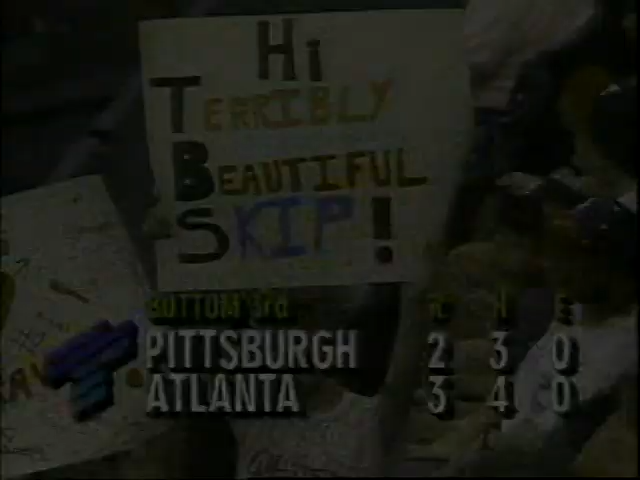 Hi
TERRIBLY
BEAUTIFUL
SKIP!
BOTTOM 3rd R H E
PITTSBURGH 2 3 0
ATLANTA 3 4 0